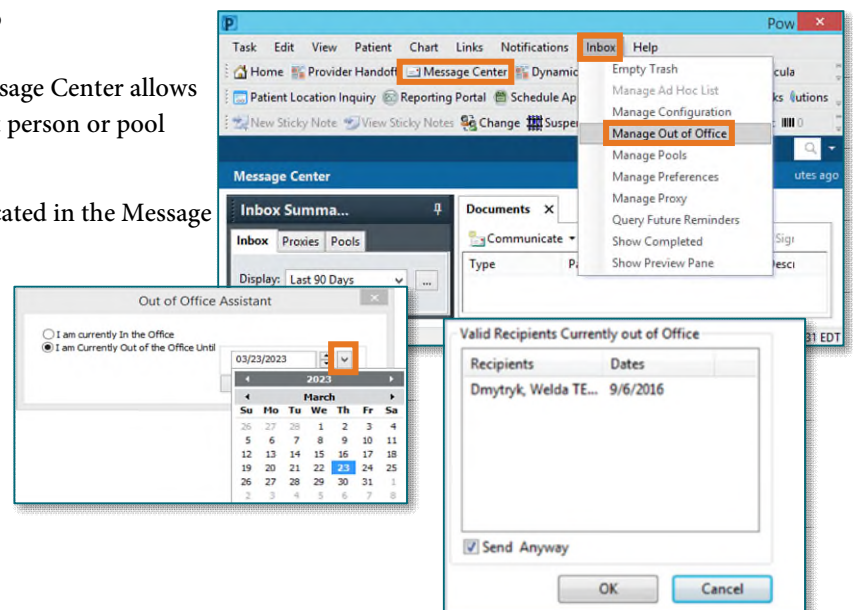 ssage Center allows
person or pool
cated in the Message
Pow
Task Edit View Patient Chart Links Notifications Inbox Help
Home Provider Handoff Message Center Dynamic
Patient Location Inquiry Reporting Portal Schedule Ap
New Sticky Note View Sticky Notes Change Suspe
Empty Trash
Manage Ad Hoc List
Manage Configuration
Manage Out of Office
Manage Pools
Manage Preferences
Manage Proxy
Query Future Reminders
Show Completed
Show Preview Pane
cula
ks utions
0
utes ago
Message Center
Inbox Summa...
Inbox Proxies Pools
Display: Last 90 Days ...
Documents X
Communicate
Sign
Type Pa Descr
31 EDT
Out of Office Assistant
I am currently In the Office
I am Currently Out of the Office Until
03/23/2023
2023
March
Su Mo Tu We Th Fr Sa
26 27 28 1 2 3 4
5 6 7 8 9 10 11
12 13 14 15 16 17 18
19 20 21 22 23 24 25
26 27 28 29 30 31 1
2 3 4 5 6 7 8
Valid Recipients Currently out of Office
Recipients Dates
Dmytryk, Welda TE... 9/6/2016
Send Anyway
OK Cancel